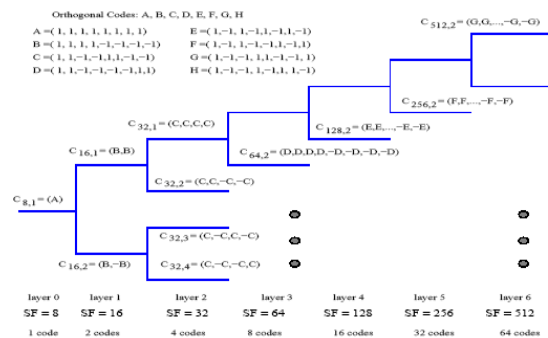 Orthogonal Codes: A, B, C, D, E, F, G, H
A =( 1, 1, 1, 1, 1, 1, 1, 1)
B =( 1, 1, 1, 1,-1,-1,-1,-1)
C =( 1, 1,-1,-1,1,1,-1,-1)
D =( 1, 1,-1,-1,-1,-1,1,1)
E =( 1,-1, 1,-1,1,-1,1,-1)
F =( 1,-1, 1,-1,-1,1,-1,1)
G =( 1,-1,-1, 1,1,-1,-1, 1)
H =( 1,-1,-1, 1,-1,1, 1,-1)
C 512,2 = (G,G,...,-G,-G)
C 256,2 = (F,F,...,-F,-F)
C 32,1 = (C,C,C,C)
C 128,2 = (E,E,...,-E,-E)
C 16,1 = (B,B)
C 64,2 = (D,D,D,D,-D,-D,-D,-D)
C 32,2 = (C,C,-C,-C)
C 8,1 = (A)
C 32,3 = (C,-C,C,-C)
C 16,2 = (B,-B)
C 32,4 = (C,-C,-C,C)
layer 0 layer 1 layer 2 layer 3 layer 4 layer 5 layer 6
SF = 8 SF = 16 SF = 32 SF = 64 SF = 128 SF = 256 SF = 512
1 code 2 codes 4 codes 8 codes 16 codes 32 codes 64 codes